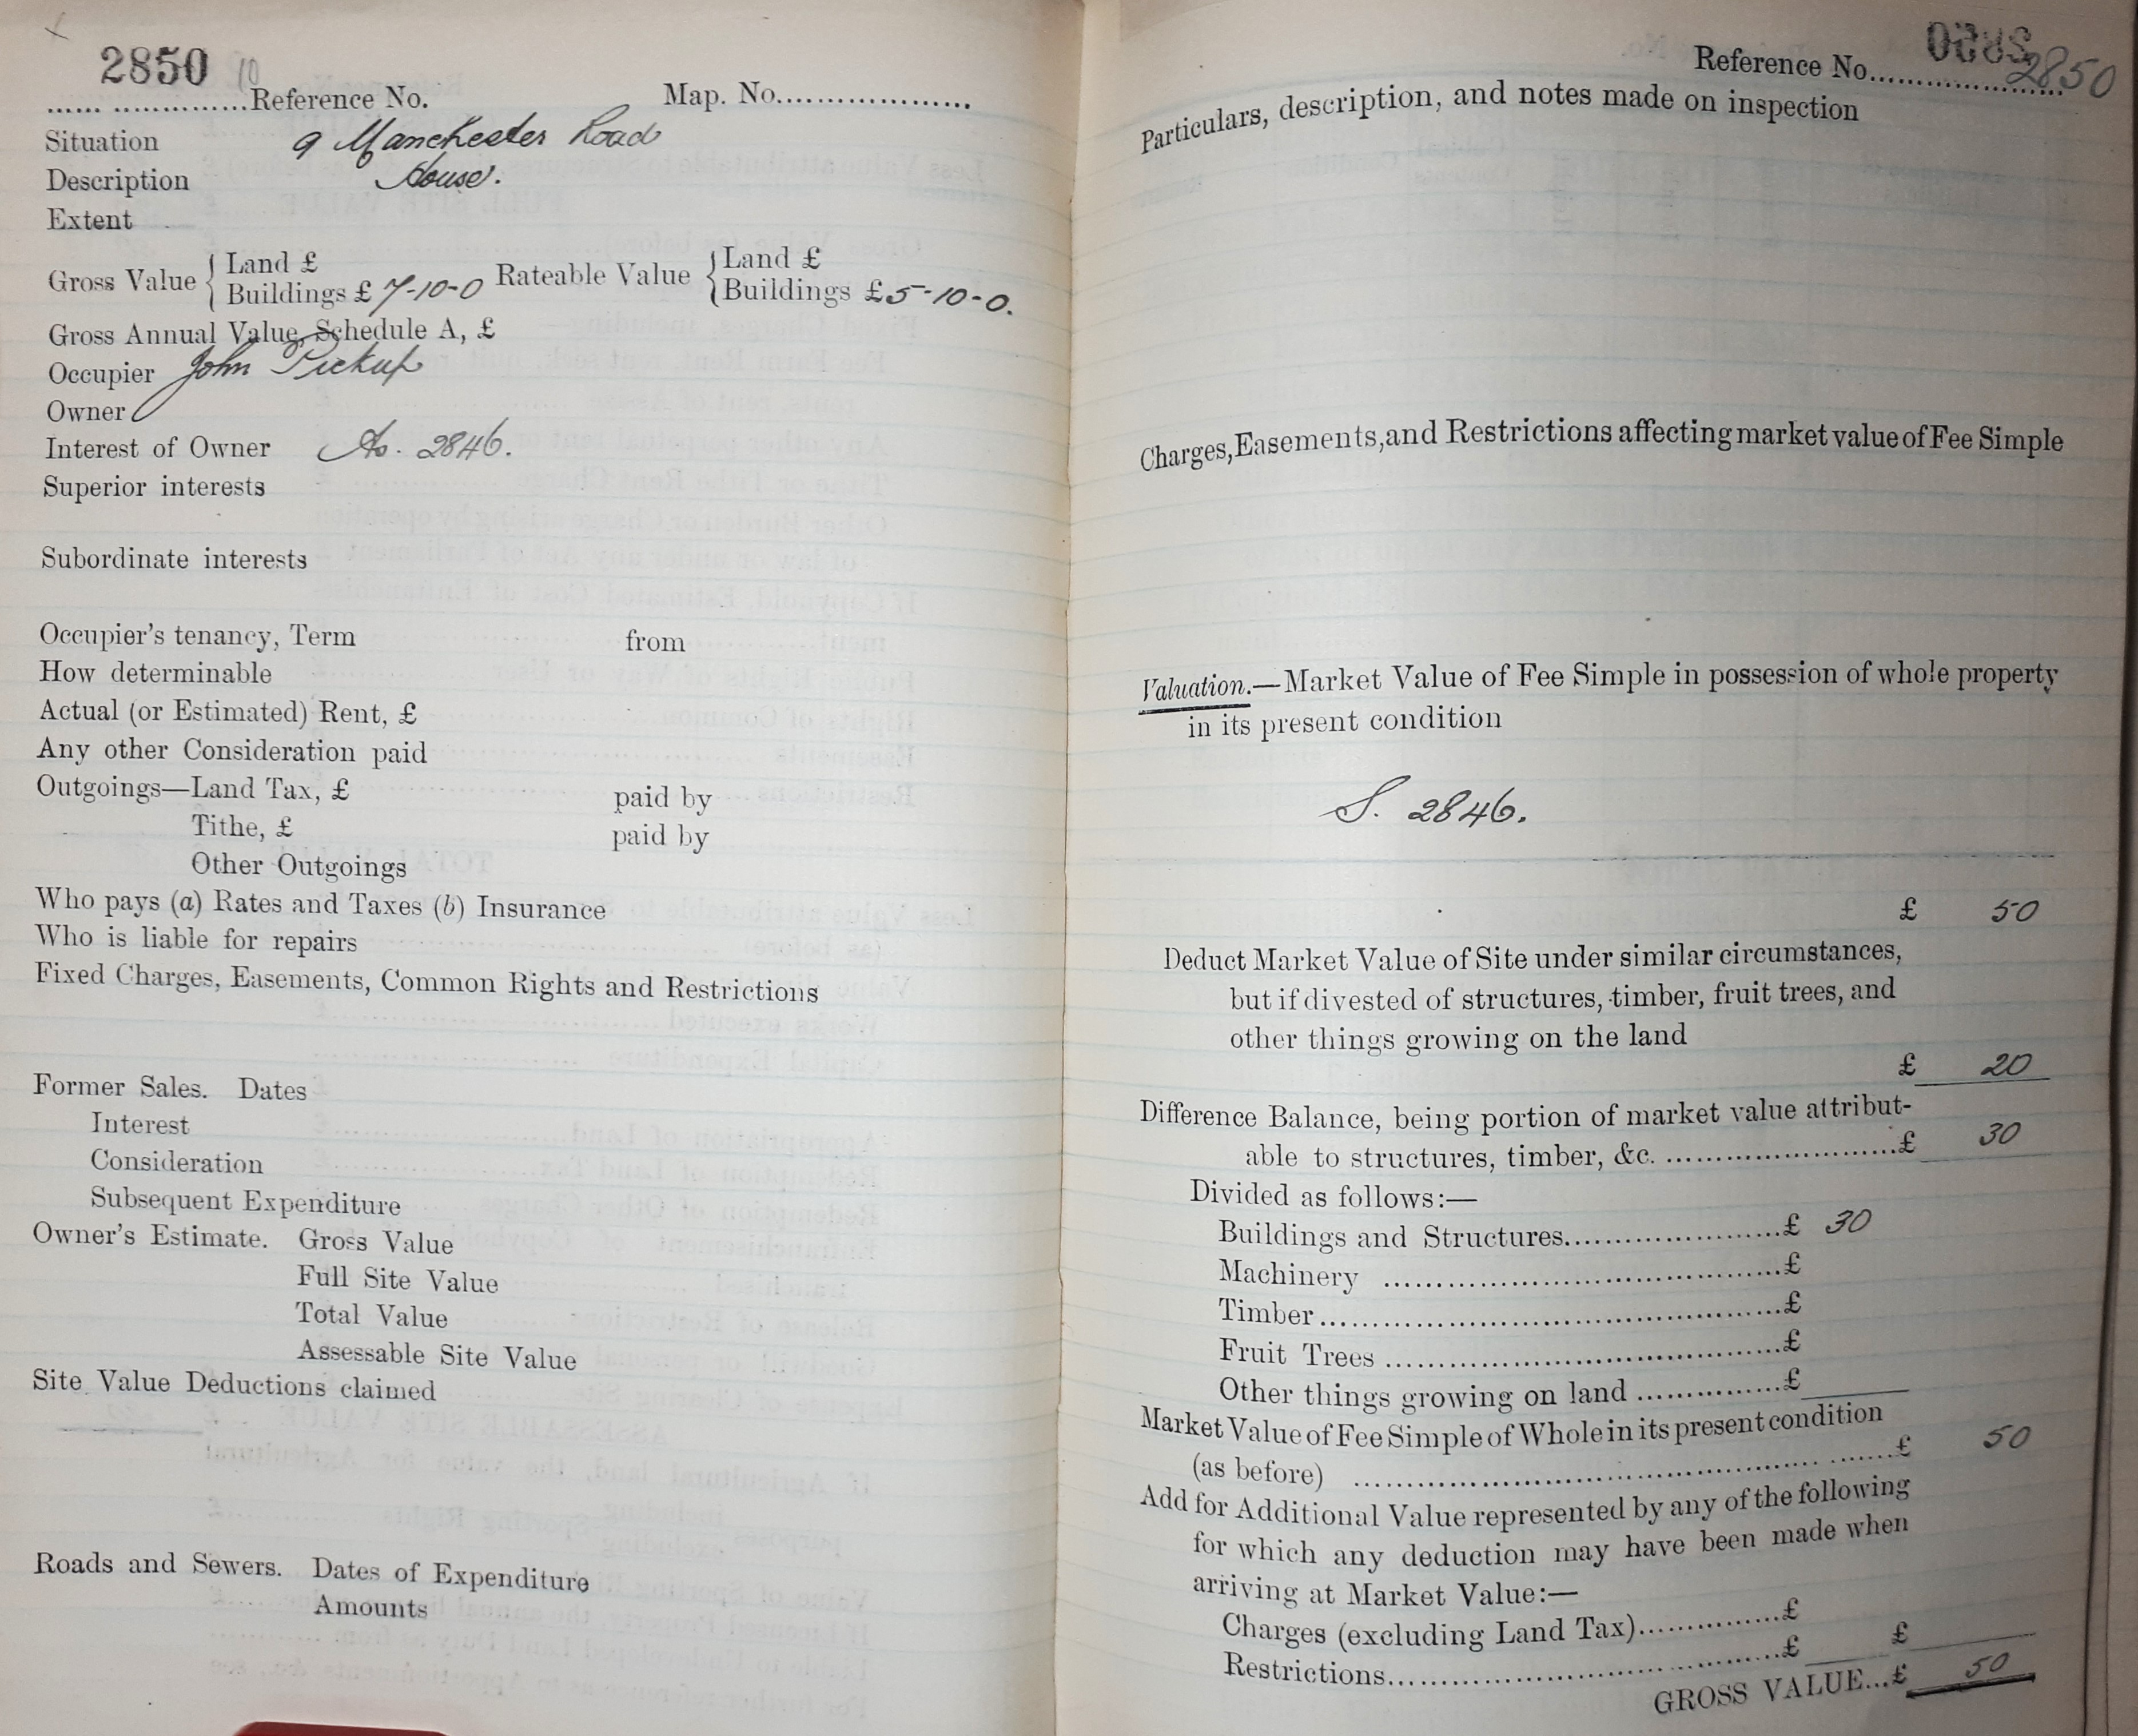 2850 10
...... ...............Reference No. Map. No....................
Situation 9 Manchester Road
Description House.
Extent
Gross Value { Land £ Rateable Value { Land £
Buildings £ 7-10-0 Buildings £ 5-10-0.
Gross Annual Value, Schedule A, £
Occupier John Pickup
Owner
Interest of Owner As. 2846.
Superior interests
Subordinate interests
Occupier's tenancy, Term from
How determinable
Actual (or Estimated) Rent, £
Any other Consideration paid
Outgoings—Land Tax, £ paid by
Tithe, £ paid by
Other Outgoings
Who pays (a) Rates and Taxes (b) Insurance
Who is liable for repairs
Fixed Charges, Easements, Common Rights and Restrictions
Former Sales. Dates
Interest
Consideration
Subsequent Expenditure
Owner's Estimate. Gross Value
Full Site Value
Total Value
Assessable Site Value
Site Value Deductions claimed
Roads and Sewers. Dates of Expenditure
Amounts
Reference No......................2850
Particulars, description, and notes made on inspection
Charges, Easements, and Restrictions affecting market value of Fee Simple
Valuation.—Market Value of Fee Simple in possession of whole property
in its present condition
S. 2846.
£ 50
Deduct Market Value of Site under similar circumstances,
but if divested of structures, timber, fruit trees, and
other things growing on the land
£ 20
Difference Balance, being portion of market value attribut-
able to structures, timber, &c. ..........................£ 30
Divided as follows:—
Buildings and Structures.........................£ 30
Machinery .............................................£
Timber....................................................£
Fruit Trees .............................................£
Other things growing on land .................£
Market Value of Fee Simple of Whole in its present condition
(as before) ......................................................£ 50
Add for Additional Value represented by any of the following
for which any deduction may have been made when
arriving at Market Value:—
Charges (excluding Land Tax)................£
Restrictions...........................................£ £
GROSS VALUE...£ 50